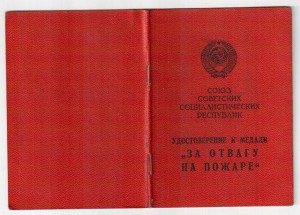 СОЮЗ
СОВЕТСКИХ
СОЦИАЛИСТИЧЕСКИХ
РЕСПУБЛИК
УДОСТОВЕРЕНИЕ К МЕДАЛИ
„ЗА ОТВАГУ
НА ПОЖАРЕ“